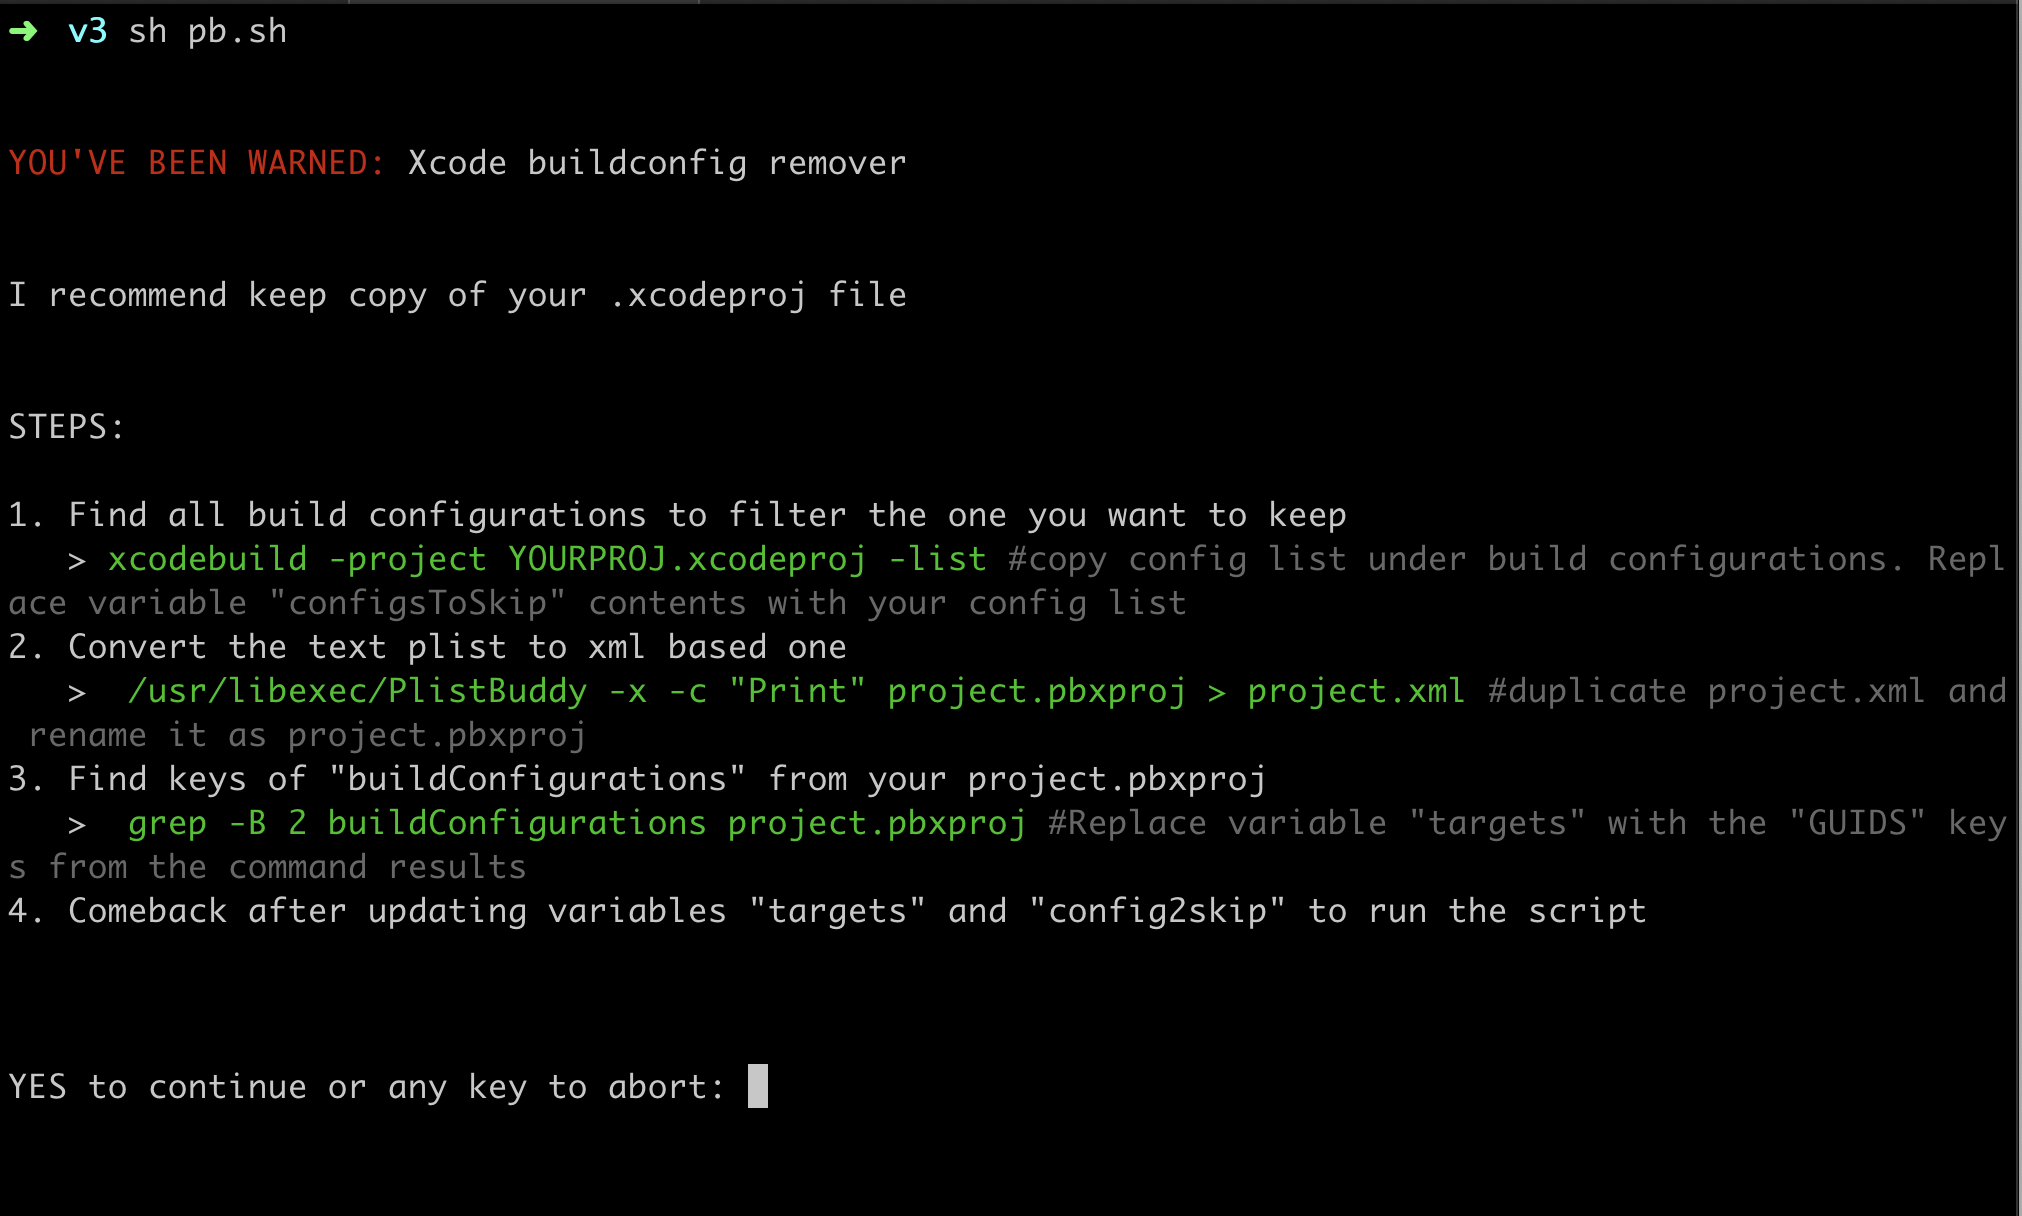 ➜  v3 sh pb.sh
YOU'VE BEEN WARNED: Xcode buildconfig remover
I recommend keep copy of your .xcodeproj file
STEPS:
1. Find all build configurations to filter the one you want to keep
   > xcodebuild -project YOURPROJ.xcodeproj -list #copy config list under build configurations. Repl
ace variable "configsToSkip" contents with your config list
2. Convert the text plist to xml based one
   >  /usr/libexec/PlistBuddy -x -c "Print" project.pbxproj > project.xml #duplicate project.xml and
 rename it as project.pbxproj
3. Find keys of "buildConfigurations" from your project.pbxproj
   >  grep -B 2 buildConfigurations project.pbxproj #Replace variable "targets" with the "GUIDS" key
s from the command results
4. Comeback after updating variables "targets" and "config2skip" to run the script
YES to continue or any key to abort: